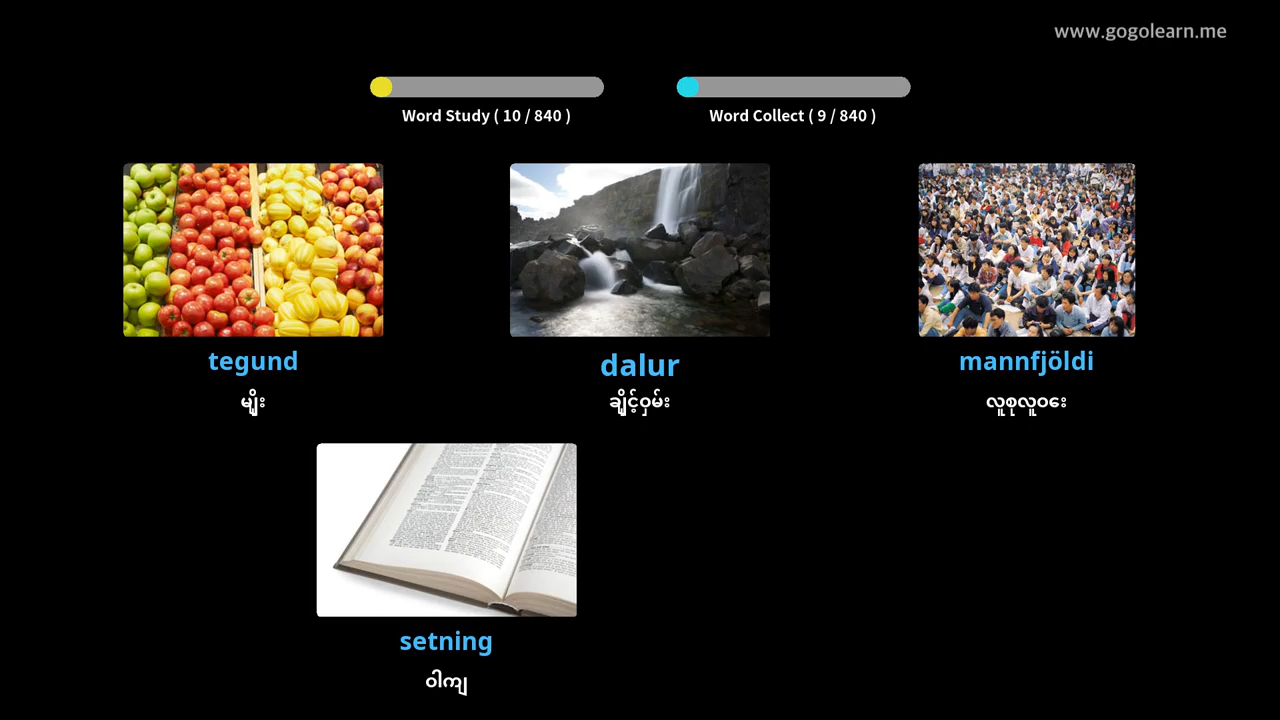 www.gogolearn.me
Word Study ( 10 / 840 )
Word Collect ( 9 / 840 )
tegund
dalur
mannfjöldi
မျိုး
ချိုင့်ဝှမ်း
လူစုလူဝေး
setning
ဝါကျ